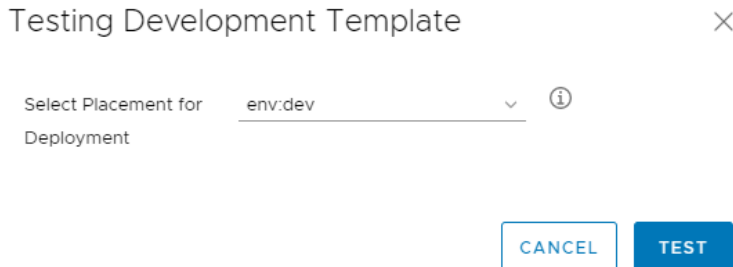 Testing Development Template
Select Placement for
Deployment
env:dev
CANCEL
TEST